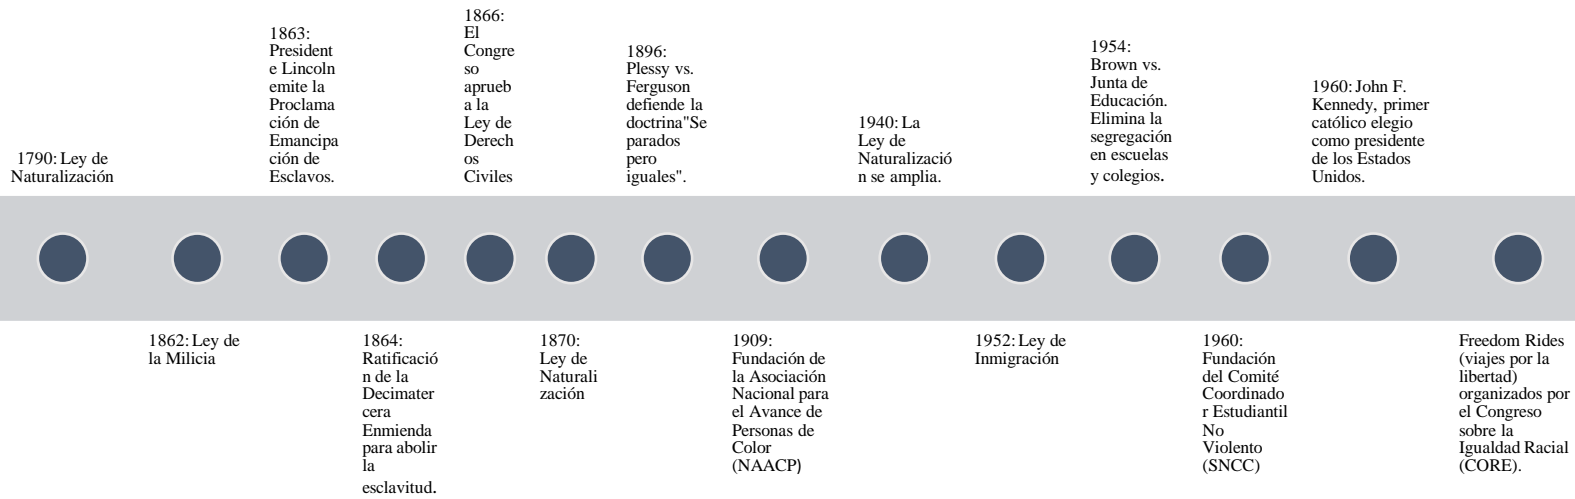 1790: Ley de
Naturalización
1862: Ley de
la Milicia
1863:
President
e Lincoln
emite la
Proclama
ción de
Emancipa
ción de
Esclavos.
1864:
Ratificació
n de la
Decimater
cera
Enmienda
para abolir
la
esclavitud.
1866:
El
Congre
so
aprueb
a la
Ley de
Derech
os
Civiles
1870:
Ley de
Naturali
zación
1896:
Plessy vs.
Ferguson
defiende la
doctrina"Se
parados
pero
iguales".
1909:
Fundación de
la Asociación
Nacional para
el Avance de
Personas de
Color
(NAACP)
1940: La
Ley de
Naturalizació
n se amplia.
1952: Ley de
Inmigración
1954:
Brown vs.
Junta de
Educación.
Elimina la
segregación
en escuelas
y colegios.
1960:
Fundación
del Comité
Coordinado
r Estudiantil
No
Violento
(SNCC)
1960: John F.
Kennedy, primer
católico elegio
como presidente
de los Estados
Unidos.
Freedom Rides
(viajes por la
libertad)
organizados por
el Congreso
sobre la
Igualdad Racial
(CORE).